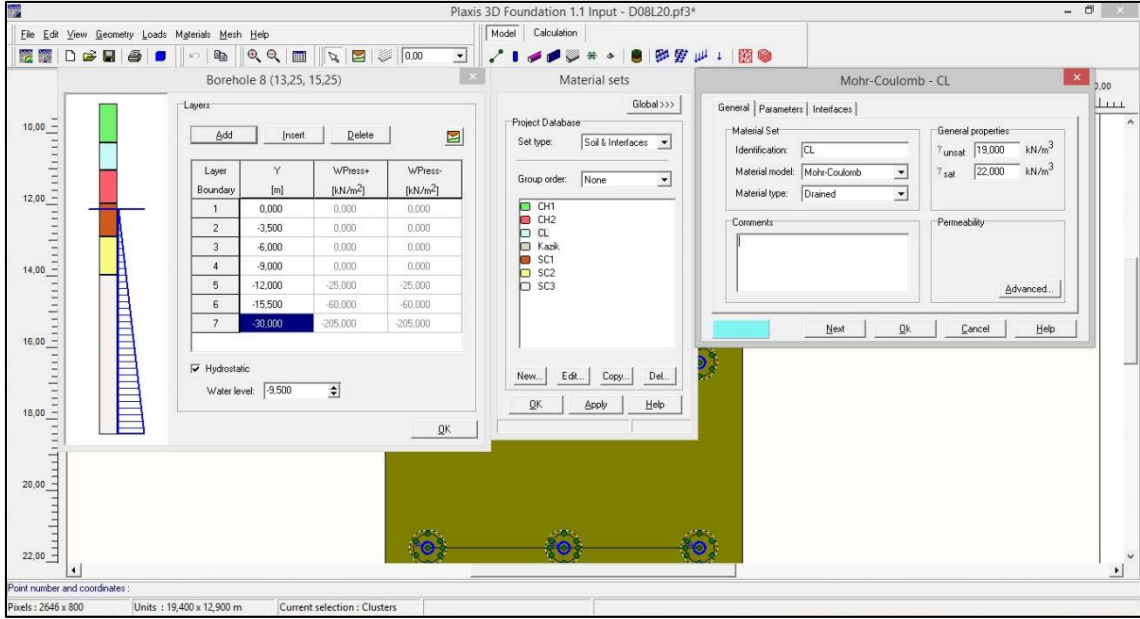 Plaxis 3D Foundation 1.1 Input - D08L20.pf3*
File Edit View Geometry Loads Materials Mesh Help
Model Calculation
0,00
Borehole 8 (13,25, 15,25)
Layers
Add Insert Delete
Layer Boundary Y [m] WPress+ [kN/m2] WPress- [kN/m2]
1 0,000 0,000 0,000
2 -3,500 0,000 0,000
3 -6,000 0,000 0,000
4 -9,000 0,000 0,000
5 -12,000 -25,000 -25,000
6 -15,500 -60,000 -60,000
7 -30,000 -205,000 -205,000
Hydrostatic
Water level: -9,500
OK
Material sets
Global >>>
Project Database
Set type: Soil & Interfaces
Group order: None
CH1
CH2
CL
Kazik
SC1
SC2
SC3
New... Edit... Copy... Del...
OK Apply Help
Mohr-Coulomb - CL
General Parameters Interfaces
Material Set
Identification: CL
Material model: Mohr-Coulomb
Material type: Drained
General properties
γunsat 19,000 kN/m3
γsat 22,000 kN/m3
Comments
Permeability
Advanced...
Next Ok Cancel Help
10,00
12,00
14,00
16,00
18,00
20,00
22,00
Point number and coordinates :
Pixels : 2646 x 800 Units : 19,400 x 12,900 m Current selection : Clusters